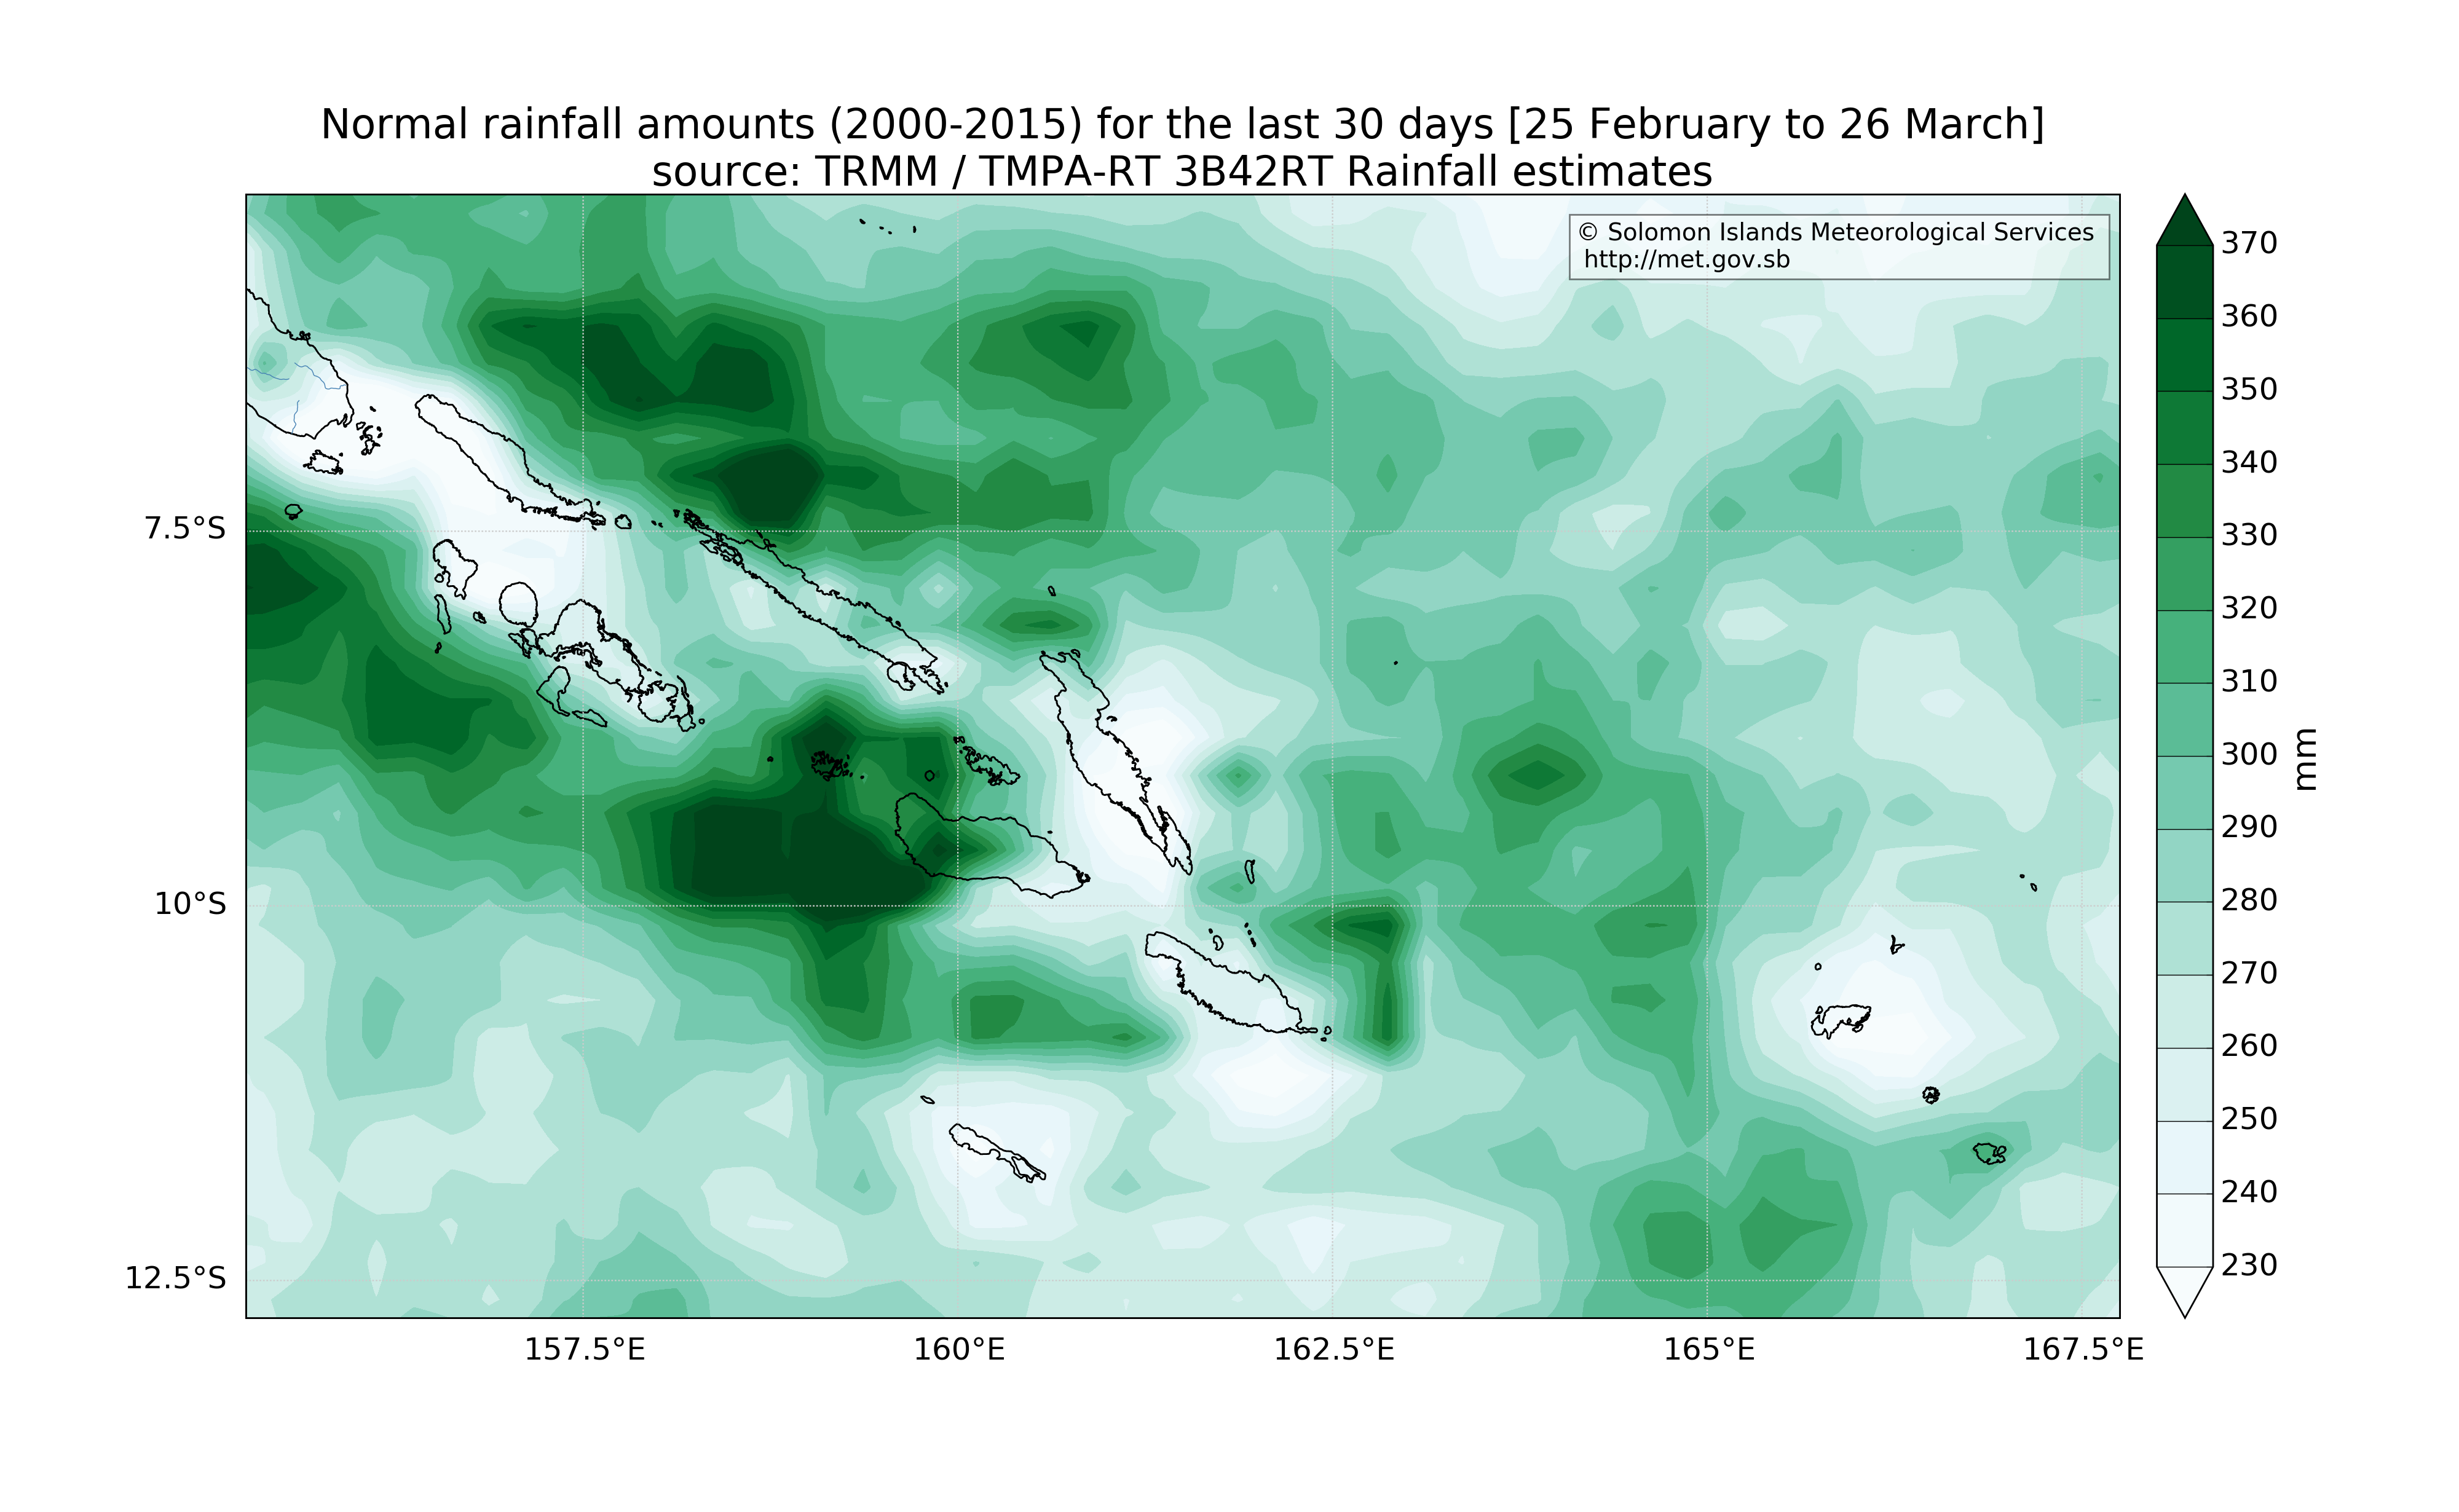 Normal rainfall amounts (2000-2015) for the last 30 days [25 February to 26 March]
source: TRMM / TMPA-RT 3B42RT Rainfall estimates
© Solomon Islands Meteorological Services
http://met.gov.sb
7.5°S
10°S
12.5°S
157.5°E
160°E
162.5°E
165°E
167.5°E
370
360
350
340
330
320
310
300
290
280
270
260
250
240
230
mm